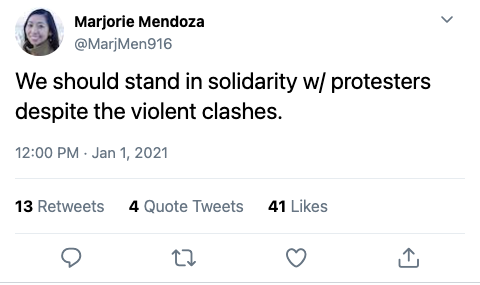 Marjorie Mendoza
@MarjMen916
We should stand in solidarity w/ protesters
despite the violent clashes.
12:00 PM · Jan 1, 2021
13 Retweets 4 Quote Tweets 41 Likes